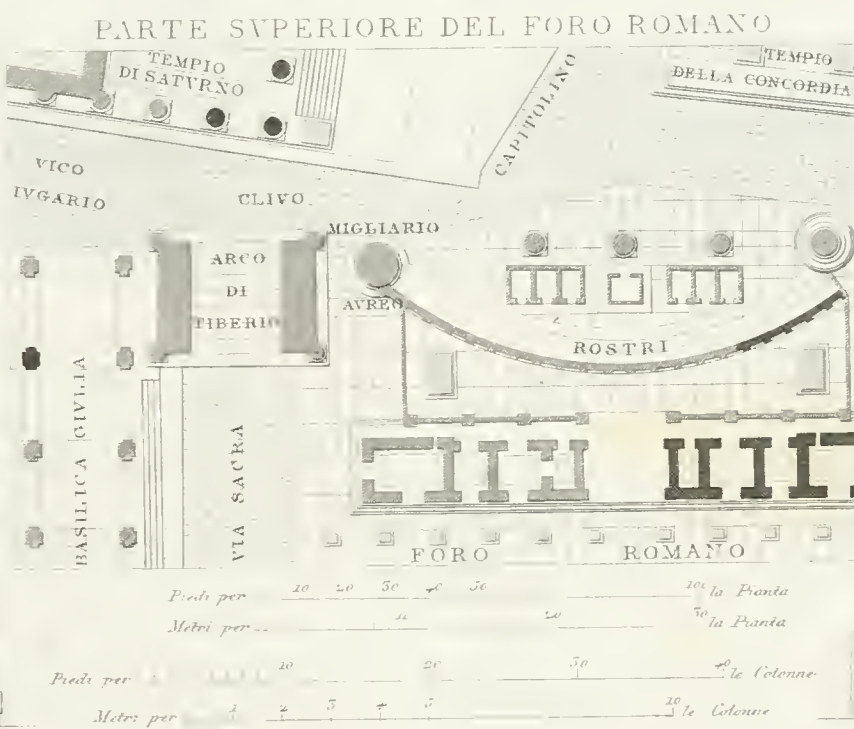 PARTE SVPERIORE DEL FORO ROMANO
TEMPIO
DI SATVRNO
CAPITOLINO
TEMPIO
DELLA CONCORDIA
VICO
IVGARIO
CLIVO
MIGLIARIO
AVREO
ARCO
DI
TIBERIO
ROSTRI
BASILICA GIVLIA
VIA SACRA
FORO ROMANO
Piedi per 10 20 30 40 50 100 la Pianta
Metri per 10 20 30 la Pianta
Piedi per 10 20 30 40 le Colonne
Metri per 1 2 3 4 5 10 le Colonne